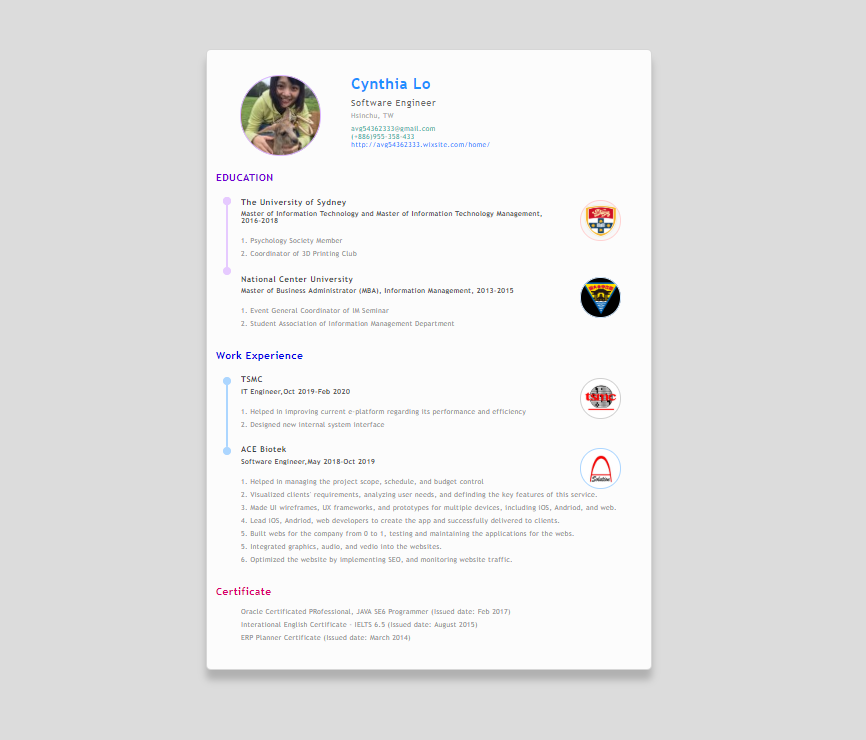 Cynthia Lo
Software Engineer
Hsinchu, TW
avg54362333@gmail.com
(+886)955-358-433
http://avg54362333.wixsite.com/home/
EDUCATION
The University of Sydney
Master of Information Technology and Master of Information Technology Management,
2016-2018
1. Psychology Society Member
2. Coordinator of 3D Printing Club
National Center University
Master of Business Administrator (MBA), Information Management, 2013-2015
1. Event General Coordinator of IM Seminar
2. Student Association of Information Management Department
Work Experience
TSMC
IT Engineer,Oct 2019-Feb 2020
tsmc
1. Helped in improving current e-platform regarding its performance and efficiency
2. Designed new internal system interface
ACE Biotek
Software Engineer,May 2018-Oct 2019
Solution
1. Helped in managing the project scope, schedule, and budget control
2. Visualized clients' requirements, analyzing user needs, and definding the key features of this service.
3. Made UI wireframes, UX frameworks, and prototypes for multiple devices, including iOS, Andriod, and web.
4. Lead iOS, Andriod, web developers to create the app and successfully delivered to clients.
5. Built webs for the company from 0 to 1, testing and maintaining the applications for the webs.
5. Integrated graphics, audio, and vedio into the websites.
6. Optimized the website by implementing SEO, and monitoring website traffic.
Certificate
Oracle Certificated PRofessional, JAVA SE6 Programmer (Issued date: Feb 2017)
Interational English Certificate - IELTS 6.5 (Issued date: August 2015)
ERP Planner Certificate (Issued date: March 2014)